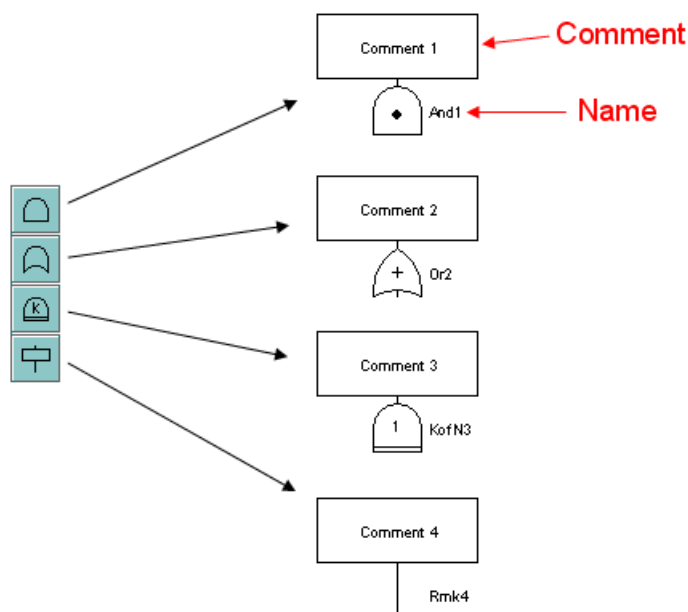 Comment 1
Comment
And1
Name
Comment 2
+
Or2
K
Comment 3
1
KofN3
Comment 4
Rmk4